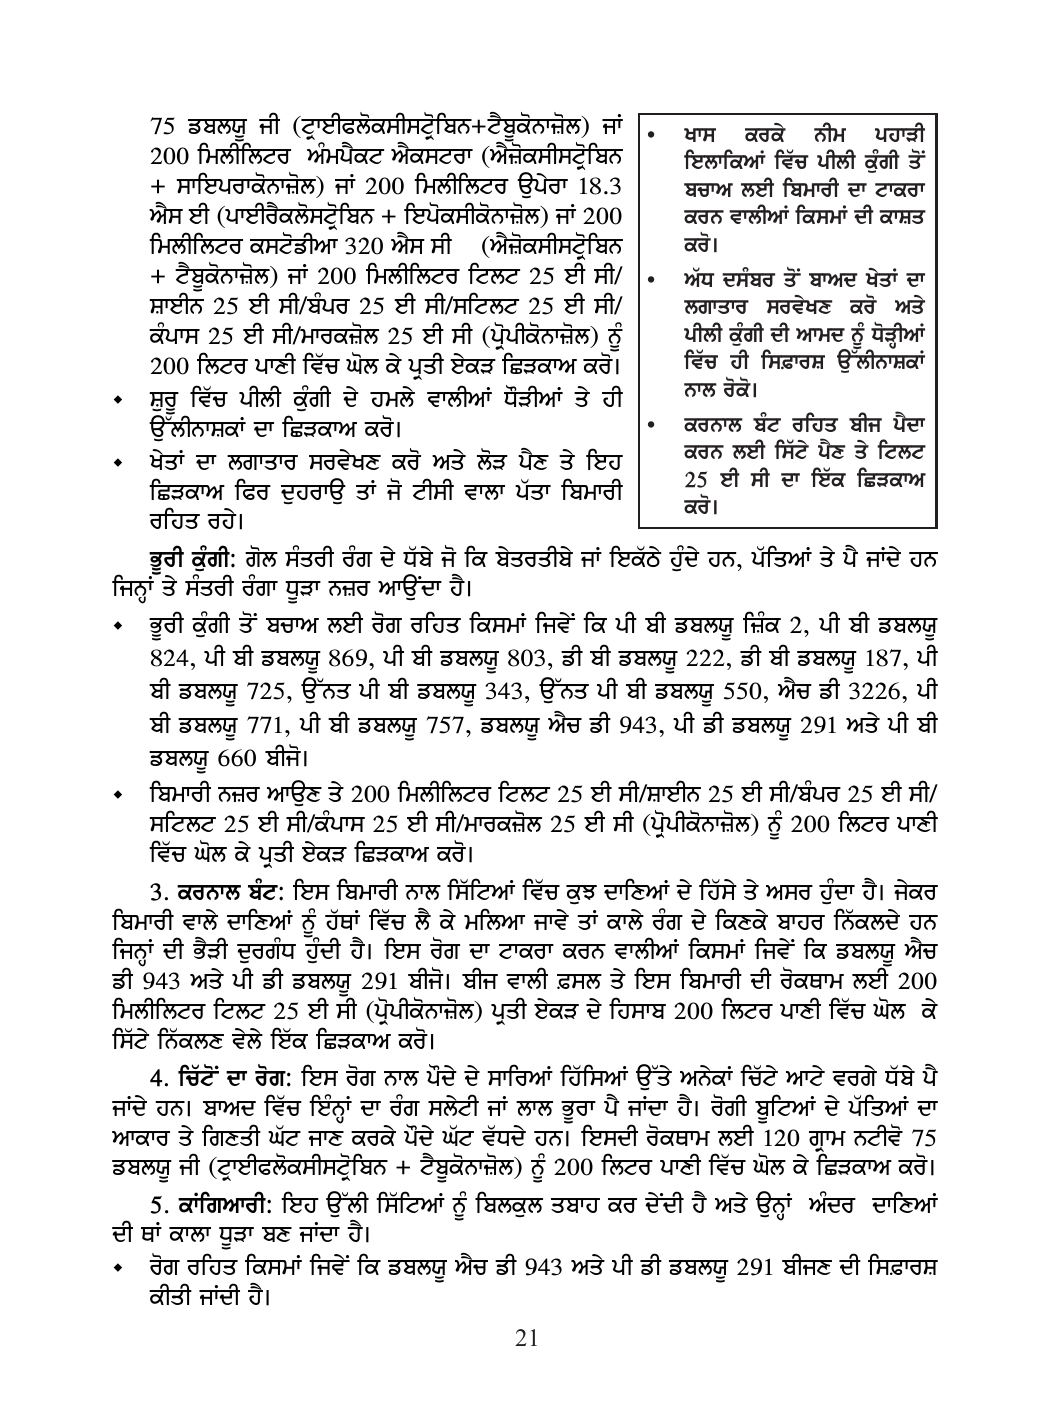 75 ਡਬਲਯੂ ਜੀ (ਟ੍ਰਾਈਫਲੋਕਸੀਸਟ੍ਰੋਬਿਨ+ਟੈਬੂਕੋਨਾਜ਼ੋਲ) ਜਾਂ
200 ਮਿਲੀਲਿਟਰ ਅੰਮਪੈਕਟ ਐਕਸਟਰਾ (ਐਜ਼ੋਕਸੀਸਟ੍ਰੋਬਿਨ
+ ਸਾਇਪਰਾਕੋਨਾਜ਼ੋਲ) ਜਾਂ 200 ਮਿਲੀਲਿਟਰ ਉਪੇਰਾ 18.3
ਐਸ ਈ (ਪਾਈਰੈਕਲੋਸਟ੍ਰੋਬਿਨ + ਇਪੋਕਸੀਕੋਨਾਜ਼ੋਲ) ਜਾਂ 200
ਮਿਲੀਲਿਟਰ ਕਸਟੋਡੀਆ 320 ਐਸ ਸੀ (ਐਜ਼ੋਕਸੀਸਟ੍ਰੋਬਿਨ
+ ਟੈਬੂਕੋਨਾਜ਼ੋਲ) ਜਾਂ 200 ਮਿਲੀਲਿਟਰ ਟਿਲਟ 25 ਈ ਸੀ/
ਸ਼ਾਈਨ 25 ਈ ਸੀ/ਬੰਪਰ 25 ਈ ਸੀ/ਸਟਿਲਟ 25 ਈ ਸੀ/
ਕੰਪਾਸ 25 ਈ ਸੀ/ਮਾਰਕਜ਼ੋਲ 25 ਈ ਸੀ (ਪ੍ਰੋਪੀਕੋਨਾਜ਼ੋਲ) ਨੂੰ
200 ਲਿਟਰ ਪਾਣੀ ਵਿੱਚ ਘੋਲ ਕੇ ਪ੍ਰਤੀ ਏਕੜ ਛਿੜਕਾਅ ਕਰੋ।
⬥ ਸ਼ੁਰੂ ਵਿੱਚ ਪੀਲੀ ਕੁੰਗੀ ਦੇ ਹਮਲੇ ਵਾਲੀਆਂ ਧੌੜੀਆਂ ਤੇ ਹੀ
ਉੱਲੀਨਾਸ਼ਕਾਂ ਦਾ ਛਿੜਕਾਅ ਕਰੋ।
⬥ ਖੇਤਾਂ ਦਾ ਲਗਾਤਾਰ ਸਰਵੇਖਣ ਕਰੋ ਅਤੇ ਲੋੜ ਪੈਣ ਤੇ ਇਹ
ਛਿੜਕਾਅ ਫਿਰ ਦੁਹਰਾਉ ਤਾਂ ਜੋ ਟੀਸੀ ਵਾਲਾ ਪੱਤਾ ਬਿਮਾਰੀ
ਰਹਿਤ ਰਹੇ।
• ਖਾਸ ਕਰਕੇ ਨੀਮ ਪਹਾੜੀ
ਇਲਾਕਿਆਂ ਵਿੱਚ ਪੀਲੀ ਕੁੰਗੀ ਤੋਂ
ਬਚਾਅ ਲਈ ਬਿਮਾਰੀ ਦਾ ਟਾਕਰਾ
ਕਰਨ ਵਾਲੀਆਂ ਕਿਸਮਾਂ ਦੀ ਕਾਸ਼ਤ
ਕਰੋ।
• ਅੱਧ ਦਸੰਬਰ ਤੋਂ ਬਾਅਦ ਖੇਤਾਂ ਦਾ
ਲਗਾਤਾਰ ਸਰਵੇਖਣ ਕਰੋ ਅਤੇ
ਪੀਲੀ ਕੁੰਗੀ ਦੀ ਆਮਦ ਨੂੰ ਧੋੜ੍ਹੀਆਂ
ਵਿੱਚ ਹੀ ਸਿਫ਼ਾਰਸ਼ ਉੱਲੀਨਾਸ਼ਕਾਂ
ਨਾਲ ਰੋਕੋ।
• ਕਰਨਾਲ ਬੰਟ ਰਹਿਤ ਬੀਜ ਪੈਦਾ
ਕਰਨ ਲਈ ਸਿੱਟੇ ਪੈਣ ਤੇ ਟਿਲਟ
25 ਈ ਸੀ ਦਾ ਇੱਕ ਛਿੜਕਾਅ
ਕਰੋ।
ਭੂਰੀ ਕੁੰਗੀ: ਗੋਲ ਸੰਤਰੀ ਰੰਗ ਦੇ ਧੱਬੇ ਜੋ ਕਿ ਬੇਤਰਤੀਬੇ ਜਾਂ ਇਕੱਠੇ ਹੁੰਦੇ ਹਨ, ਪੱਤਿਆਂ ਤੇ ਪੈ ਜਾਂਦੇ ਹਨ
ਜਿਨ੍ਹਾਂ ਤੇ ਸੰਤਰੀ ਰੰਗਾ ਧੂੜਾ ਨਜ਼ਰ ਆਉਂਦਾ ਹੈ।
⬥ ਭੂਰੀ ਕੁੰਗੀ ਤੋਂ ਬਚਾਅ ਲਈ ਰੋਗ ਰਹਿਤ ਕਿਸਮਾਂ ਜਿਵੇਂ ਕਿ ਪੀ ਬੀ ਡਬਲਯੂ ਜ਼ਿੰਕ 2, ਪੀ ਬੀ ਡਬਲਯੂ
824, ਪੀ ਬੀ ਡਬਲਯੂ 869, ਪੀ ਬੀ ਡਬਲਯੂ 803, ਡੀ ਬੀ ਡਬਲਯੂ 222, ਡੀ ਬੀ ਡਬਲਯੂ 187, ਪੀ
ਬੀ ਡਬਲਯੂ 725, ਉੱਨਤ ਪੀ ਬੀ ਡਬਲਯੂ 343, ਉੱਨਤ ਪੀ ਬੀ ਡਬਲਯੂ 550, ਐਚ ਡੀ 3226, ਪੀ
ਬੀ ਡਬਲਯੂ 771, ਪੀ ਬੀ ਡਬਲਯੂ 757, ਡਬਲਯੂ ਐਚ ਡੀ 943, ਪੀ ਡੀ ਡਬਲਯੂ 291 ਅਤੇ ਪੀ ਬੀ
ਡਬਲਯੂ 660 ਬੀਜੋ।
⬥ ਬਿਮਾਰੀ ਨਜ਼ਰ ਆਉਣ ਤੇ 200 ਮਿਲੀਲਿਟਰ ਟਿਲਟ 25 ਈ ਸੀ/ਸ਼ਾਈਨ 25 ਈ ਸੀ/ਬੰਪਰ 25 ਈ ਸੀ/
ਸਟਿਲਟ 25 ਈ ਸੀ/ਕੰਪਾਸ 25 ਈ ਸੀ/ਮਾਰਕਜ਼ੋਲ 25 ਈ ਸੀ (ਪ੍ਰੋਪੀਕੋਨਾਜ਼ੋਲ) ਨੂੰ 200 ਲਿਟਰ ਪਾਣੀ
ਵਿੱਚ ਘੋਲ ਕੇ ਪ੍ਰਤੀ ਏਕੜ ਛਿੜਕਾਅ ਕਰੋ।
3. ਕਰਨਾਲ ਬੰਟ: ਇਸ ਬਿਮਾਰੀ ਨਾਲ ਸਿੱਟਿਆਂ ਵਿੱਚ ਕੁਝ ਦਾਣਿਆਂ ਦੇ ਹਿੱਸੇ ਤੇ ਅਸਰ ਹੁੰਦਾ ਹੈ। ਜੇਕਰ
ਬਿਮਾਰੀ ਵਾਲੇ ਦਾਣਿਆਂ ਨੂੰ ਹੱਥਾਂ ਵਿੱਚ ਲੈ ਕੇ ਮਲਿਆ ਜਾਵੇ ਤਾਂ ਕਾਲੇ ਰੰਗ ਦੇ ਕਿਣਕੇ ਬਾਹਰ ਨਿੱਕਲਦੇ ਹਨ
ਜਿਨ੍ਹਾਂ ਦੀ ਭੈੜੀ ਦੁਰਗੰਧ ਹੁੰਦੀ ਹੈ। ਇਸ ਰੋਗ ਦਾ ਟਾਕਰਾ ਕਰਨ ਵਾਲੀਆਂ ਕਿਸਮਾਂ ਜਿਵੇਂ ਕਿ ਡਬਲਯੂ ਐਚ
ਡੀ 943 ਅਤੇ ਪੀ ਡੀ ਡਬਲਯੂ 291 ਬੀਜੋ। ਬੀਜ ਵਾਲੀ ਫ਼ਸਲ ਤੇ ਇਸ ਬਿਮਾਰੀ ਦੀ ਰੋਕਥਾਮ ਲਈ 200
ਮਿਲੀਲਿਟਰ ਟਿਲਟ 25 ਈ ਸੀ (ਪ੍ਰੋਪੀਕੋਨਾਜ਼ੋਲ) ਪ੍ਰਤੀ ਏਕੜ ਦੇ ਹਿਸਾਬ 200 ਲਿਟਰ ਪਾਣੀ ਵਿੱਚ ਘੋਲ ਕੇ
ਸਿੱਟੇ ਨਿੱਕਲਣ ਵੇਲੇ ਇੱਕ ਛਿੜਕਾਅ ਕਰੋ।
4. ਚਿੱਟੋਂ ਦਾ ਰੋਗ: ਇਸ ਰੋਗ ਨਾਲ ਪੌਦੇ ਦੇ ਸਾਰਿਆਂ ਹਿੱਸਿਆਂ ਉੱਤੇ ਅਨੇਕਾਂ ਚਿੱਟੇ ਆਟੇ ਵਰਗੇ ਧੱਬੇ ਪੈ
ਜਾਂਦੇ ਹਨ। ਬਾਅਦ ਵਿੱਚ ਇੰਨ੍ਹਾਂ ਦਾ ਰੰਗ ਸਲੇਟੀ ਜਾਂ ਲਾਲ ਭੂਰਾ ਪੈ ਜਾਂਦਾ ਹੈ। ਰੋਗੀ ਬੂਟਿਆਂ ਦੇ ਪੱਤਿਆਂ ਦਾ
ਆਕਾਰ ਤੇ ਗਿਣਤੀ ਘੱਟ ਜਾਣ ਕਰਕੇ ਪੌਦੇ ਘੱਟ ਵੱਧਦੇ ਹਨ। ਇਸਦੀ ਰੋਕਥਾਮ ਲਈ 120 ਗ੍ਰਾਮ ਨਟੀਵੋ 75
ਡਬਲਯੂ ਜੀ (ਟ੍ਰਾਈਫਲੋਕਸੀਸਟ੍ਰੋਬਿਨ + ਟੈਬੂਕੋਨਾਜ਼ੋਲ) ਨੂੰ 200 ਲਿਟਰ ਪਾਣੀ ਵਿੱਚ ਘੋਲ ਕੇ ਛਿੜਕਾਅ ਕਰੋ।
5. ਕਾਂਗਿਆਰੀ: ਇਹ ਉੱਲੀ ਸਿੱਟਿਆਂ ਨੂੰ ਬਿਲਕੁਲ ਤਬਾਹ ਕਰ ਦੇਂਦੀ ਹੈ ਅਤੇ ਉਨ੍ਹਾਂ ਅੰਦਰ ਦਾਣਿਆਂ
ਦੀ ਥਾਂ ਕਾਲਾ ਧੂੜਾ ਬਣ ਜਾਂਦਾ ਹੈ।
⬥ ਰੋਗ ਰਹਿਤ ਕਿਸਮਾਂ ਜਿਵੇਂ ਕਿ ਡਬਲਯੂ ਐਚ ਡੀ 943 ਅਤੇ ਪੀ ਡੀ ਡਬਲਯੂ 291 ਬੀਜਣ ਦੀ ਸਿਫ਼ਾਰਸ਼
ਕੀਤੀ ਜਾਂਦੀ ਹੈ।
21